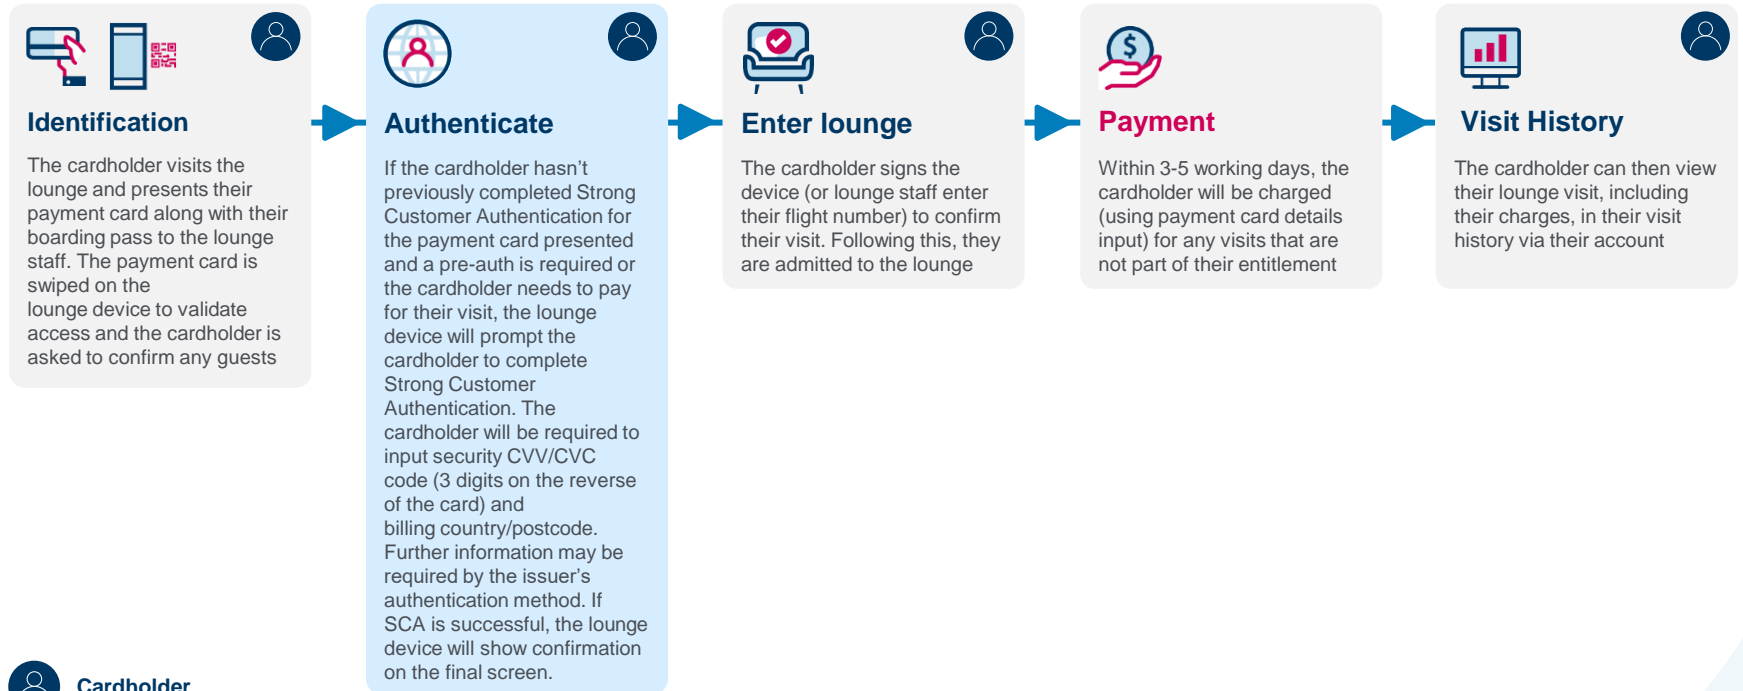 Identification
The cardholder visits the
lounge and presents their
payment card along with their
boarding pass to the lounge
staff. The payment card is
swiped on the
lounge device to validate
access and the cardholder is
asked to confirm any guests
Authenticate
If the cardholder hasn’t
previously completed Strong
Customer Authentication for
the payment card presented
and a pre-auth is required or
the cardholder needs to pay
for their visit, the lounge
device will prompt the
cardholder to complete
Strong Customer
Authentication. The
cardholder will be required to
input security CVV/CVC
code (3 digits on the reverse
of the card) and
billing country/postcode.
Further information may be
required by the issuer’s
authentication method. If
SCA is successful, the lounge
device will show confirmation
on the final screen.
Enter lounge
The cardholder signs the
device (or lounge staff enter
their flight number) to confirm
their visit. Following this, they
are admitted to the lounge
$
Payment
Within 3-5 working days, the
cardholder will be charged
(using payment card details
input) for any visits that are
not part of their entitlement
Visit History
The cardholder can then view
their lounge visit, including
their charges, in their visit
history via their account
Cardholder